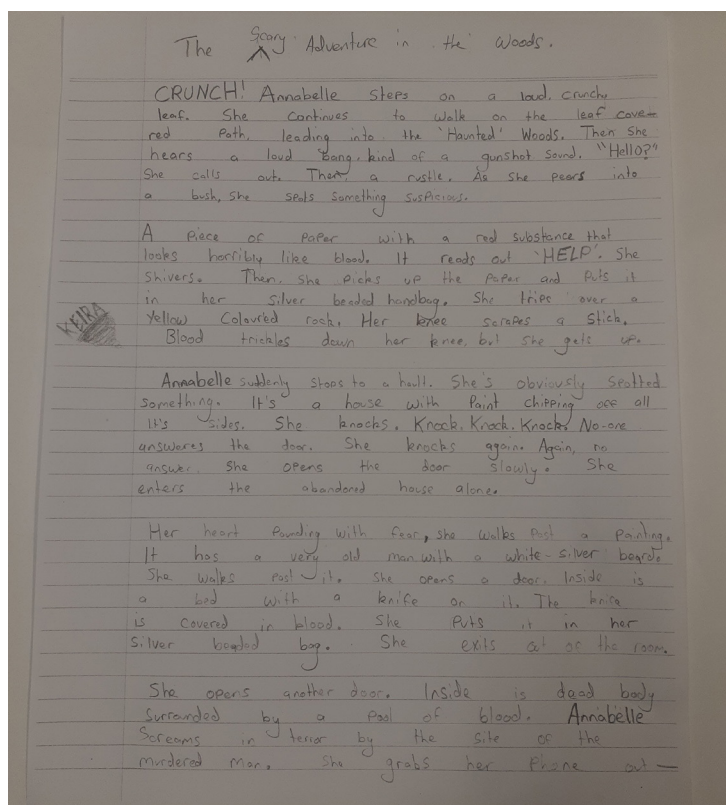 The Scary Adventure in the Woods.
CRUNCH! Annabelle steps on a loud, crunchy
leaf. She continues to walk on the leaf cove-
red Path, leading into the 'Haunted' Woods. Then She
hears a loud bang, kind of a gunshot sound. "Hello?"
She calls out. Then, a rustle. As She Peers into
a bush, She spots Something Suspicious.
A Piece of Paper with a red substance that
looks horribly like blood. It reads out 'HELP'. She
Shivers. Then, she Picks up the Paper and Puts it
in her Silver beaded handbag. She trips over a
Yellow Coloured rock. Her knee scrapes a Stick.
Blood trickles down her knee, but She gets up.
KEIRA
Annabelle suddenly stops to a hault. She's obviously Spotted
Something. It's a house with Paint chipping off all
It's sides. She knocks. Knock. Knock. Knock. No-one
answeres the door. She knocks again. Again, no
answer. She opens the door slowly. She
enters the abandoned house alone.
Her heart Pounding with fear, she walks Past a Painting.
It has a very old man with a white-silver beard.
She walks Past it. She opens a door. Inside is
a bed with a knife on it. The knife
is covered in blood. She Puts it in her
Silver beaded bag. She exits out of the room.
She opens another door. Inside is dead body
Surrounded by a Pool of blood. Annabelle
Screams in terror by the site of the
murdered man. She grabs her Phone out —